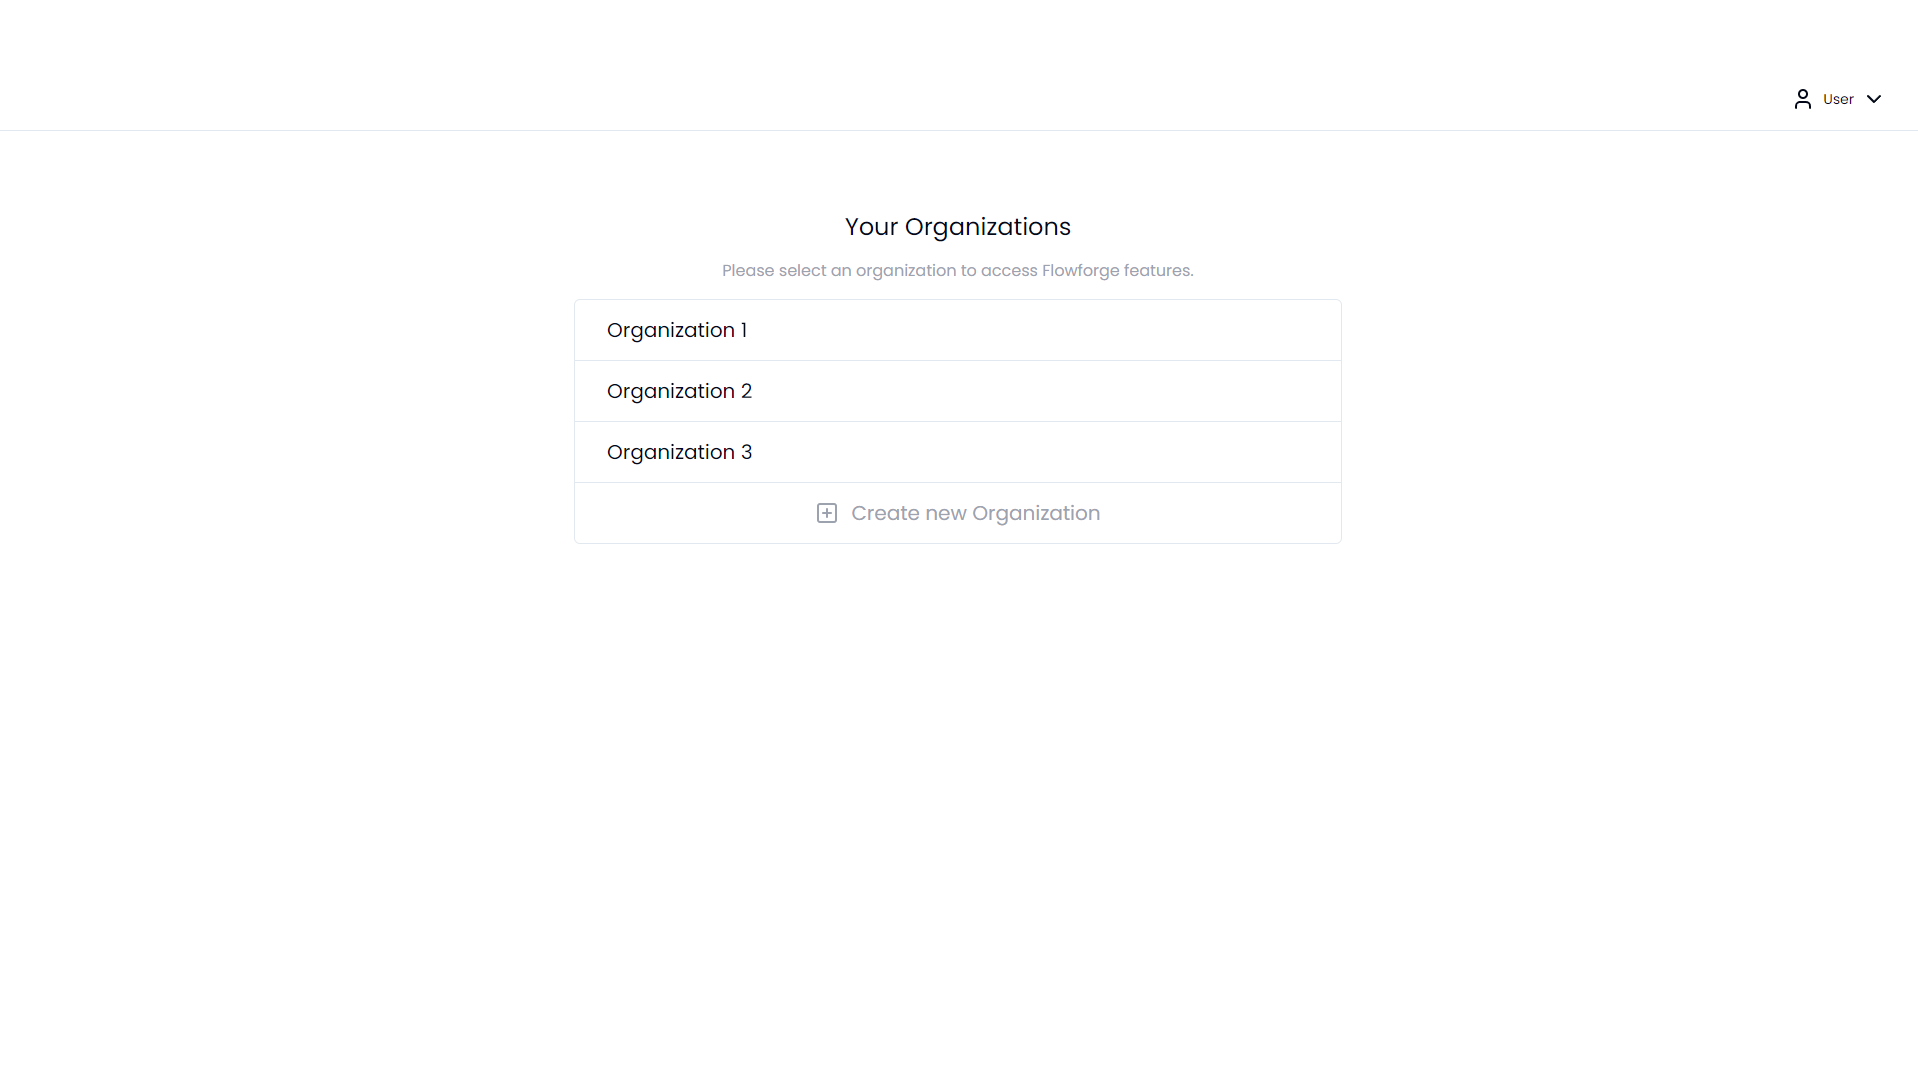 User
Your Organizations
Please select an organization to access Flowforge features.
Organization 1
Organization 2
Organization 3
Create new Organization